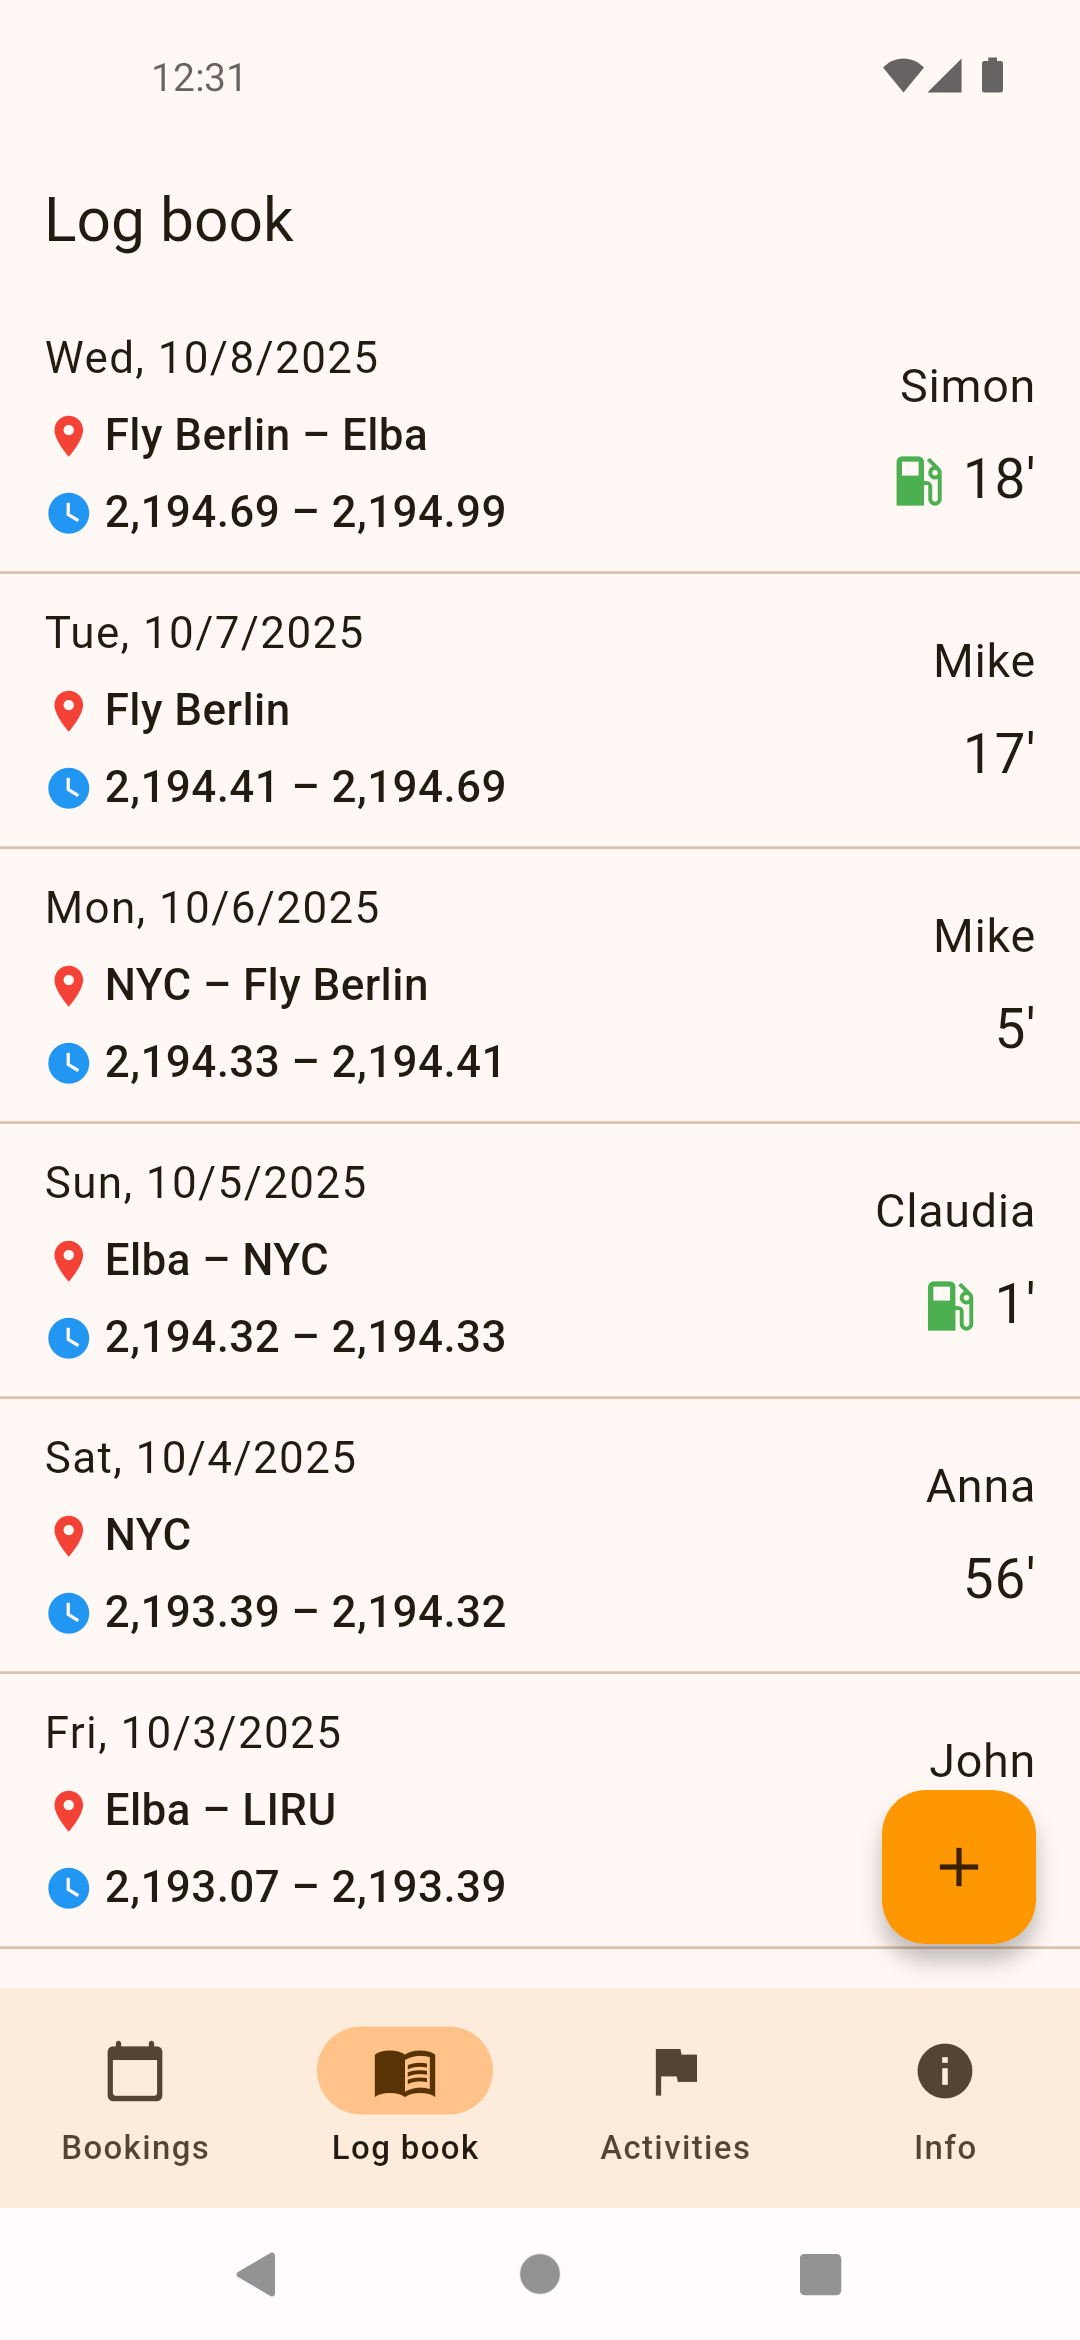 12:31
Log book
Wed, 10/8/2025
Fly Berlin – Elba
2,194.69 – 2,194.99
Simon
18'
Tue, 10/7/2025
Fly Berlin
2,194.41 – 2,194.69
Mike
17'
Mon, 10/6/2025
NYC – Fly Berlin
2,194.33 – 2,194.41
Mike
5'
Sun, 10/5/2025
Elba – NYC
2,194.32 – 2,194.33
Claudia
1'
Sat, 10/4/2025
NYC
2,193.39 – 2,194.32
Anna
56'
Fri, 10/3/2025
Elba – LIRU
2,193.07 – 2,193.39
John
Bookings
Log book
Activities
Info